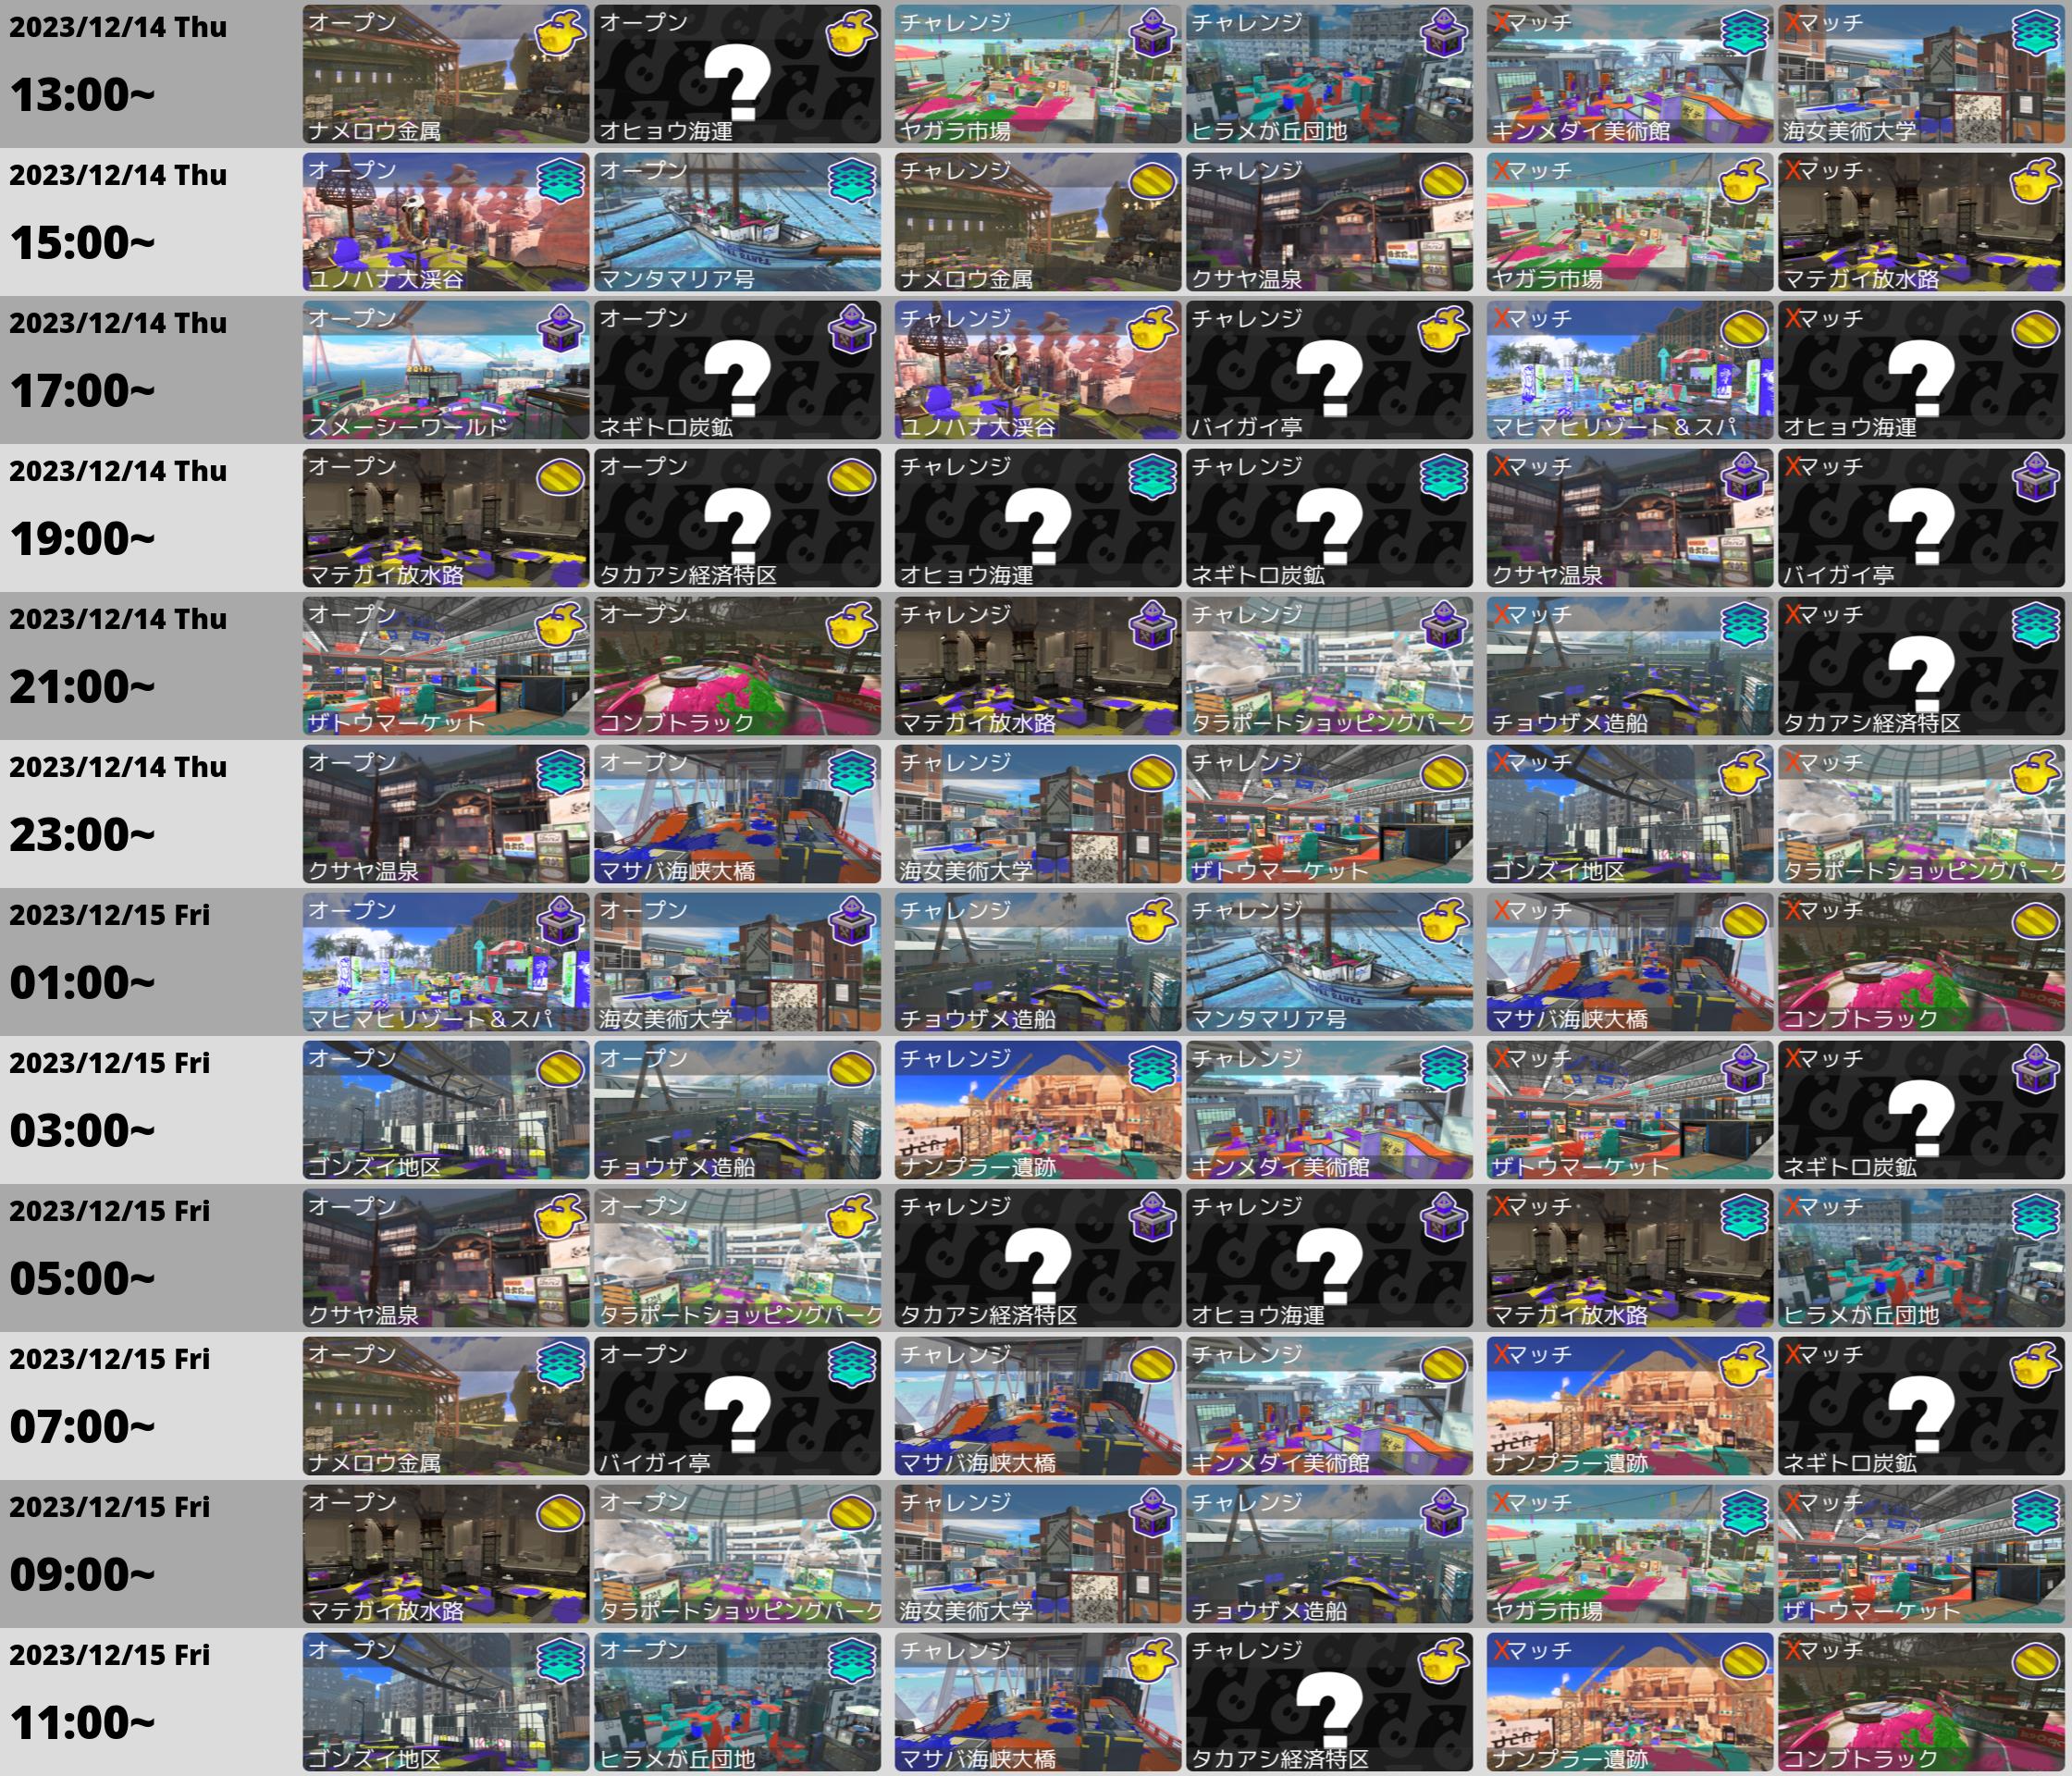 2023/12/14 Thu
13:00~
オープン オープン チャレンジ チャレンジ Xマッチ Xマッチ
ナメロウ金属 オヒョウ海運 ヤガラ市場 ヒラメが丘団地 キンメダイ美術館 海女美術大学
2023/12/14 Thu
15:00~
オープン オープン チャレンジ チャレンジ Xマッチ Xマッチ
ユノハナ大渓谷 マンタマリア号 ナメロウ金属 クサヤ温泉 ヤガラ市場 マテガイ放水路
2023/12/14 Thu
17:00~
オープン オープン チャレンジ チャレンジ Xマッチ Xマッチ
スメーシーワールド ネギトロ炭鉱 ユノハナ大渓谷 バイガイ亭 マヒマヒリゾート＆スパ オヒョウ海運
2023/12/14 Thu
19:00~
オープン オープン チャレンジ チャレンジ Xマッチ Xマッチ
マテガイ放水路 タカアシ経済特区 オヒョウ海運 ネギトロ炭鉱 クサヤ温泉 バイガイ亭
2023/12/14 Thu
21:00~
オープン オープン チャレンジ チャレンジ Xマッチ Xマッチ
ザトウマーケット コンブトラック マテガイ放水路 タラポートショッピングパーク チョウザメ造船 タカアシ経済特区
2023/12/14 Thu
23:00~
オープン オープン チャレンジ チャレンジ Xマッチ Xマッチ
クサヤ温泉 マサバ海峡大橋 海女美術大学 ザトウマーケット ゴンズイ地区 タラポートショッピングパーク
2023/12/15 Fri
01:00~
オープン オープン チャレンジ チャレンジ Xマッチ Xマッチ
マヒマヒリゾート＆スパ 海女美術大学 チョウザメ造船 マンタマリア号 マサバ海峡大橋 コンブトラック
2023/12/15 Fri
03:00~
オープン オープン チャレンジ チャレンジ Xマッチ Xマッチ
ゴンズイ地区 チョウザメ造船 ナンプラー遺跡 キンメダイ美術館 ザトウマーケット ネギトロ炭鉱
2023/12/15 Fri
05:00~
オープン オープン チャレンジ チャレンジ Xマッチ Xマッチ
クサヤ温泉 タラポートショッピングパーク タカアシ経済特区 オヒョウ海運 マテガイ放水路 ヒラメが丘団地
2023/12/15 Fri
07:00~
オープン オープン チャレンジ チャレンジ Xマッチ Xマッチ
ナメロウ金属 バイガイ亭 マサバ海峡大橋 キンメダイ美術館 ナンプラー遺跡 ネギトロ炭鉱
2023/12/15 Fri
09:00~
オープン オープン チャレンジ チャレンジ Xマッチ Xマッチ
マテガイ放水路 タラポートショッピングパーク 海女美術大学 チョウザメ造船 ヤガラ市場 ザトウマーケット
2023/12/15 Fri
11:00~
オープン オープン チャレンジ チャレンジ Xマッチ Xマッチ
ゴンズイ地区 ヒラメが丘団地 マサバ海峡大橋 タカアシ経済特区 ナンプラー遺跡 コンブトラック